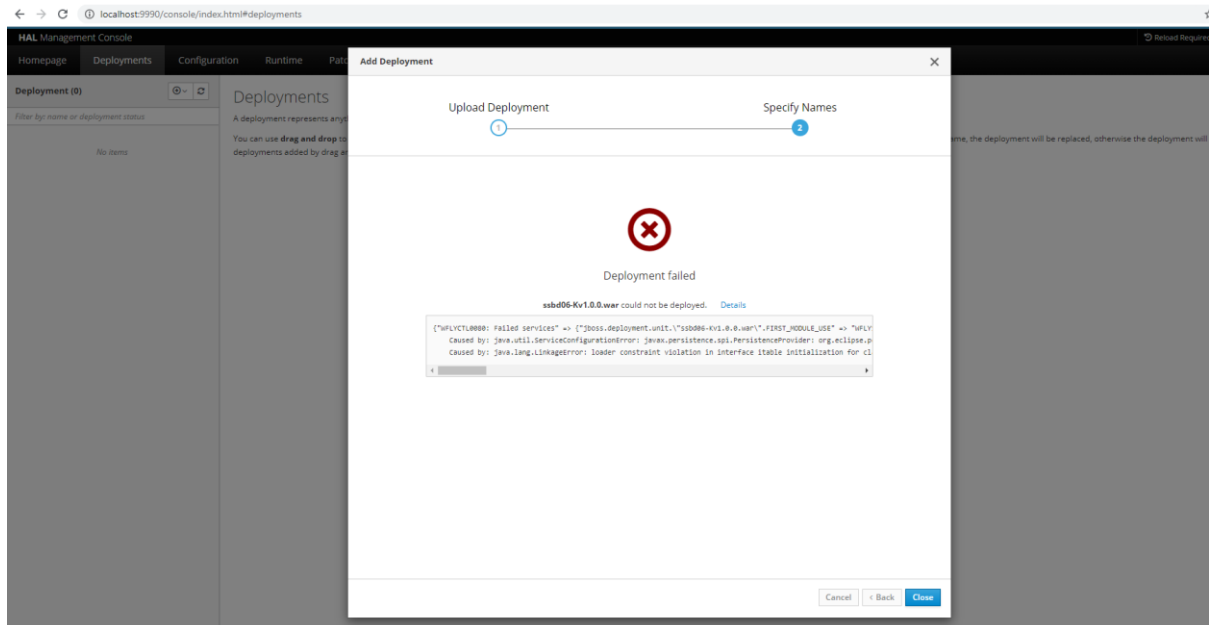 localhost:9990/console/index.html#deployments
HAL Management Console
Reload Required
Homepage Deployments Configuration Runtime Patc
Add Deployment
Deployment (0)
Filter by: name or deployment status
No items
Deployments
A deployment represents anyt
You can use drag and drop to
ame, the deployment will be replaced, otherwise the deployment will
deployments added by drag an
Upload Deployment
Specify Names
1
2
Deployment failed
ssbd06-Kv1.0.0.war could not be deployed. Details
{"WFLYCTL0080: Failed services" => {"jboss.deployment.unit.\"ssbd06-Kv1.0.0.war\".FIRST_MODULE_USE" => "WFLY
Caused by: java.util.ServiceConfigurationError: javax.persistence.spi.PersistenceProvider: org.eclipse.p
Caused by: java.lang.LinkageError: loader constraint violation in interface itable initialization for cl
Cancel < Back Close